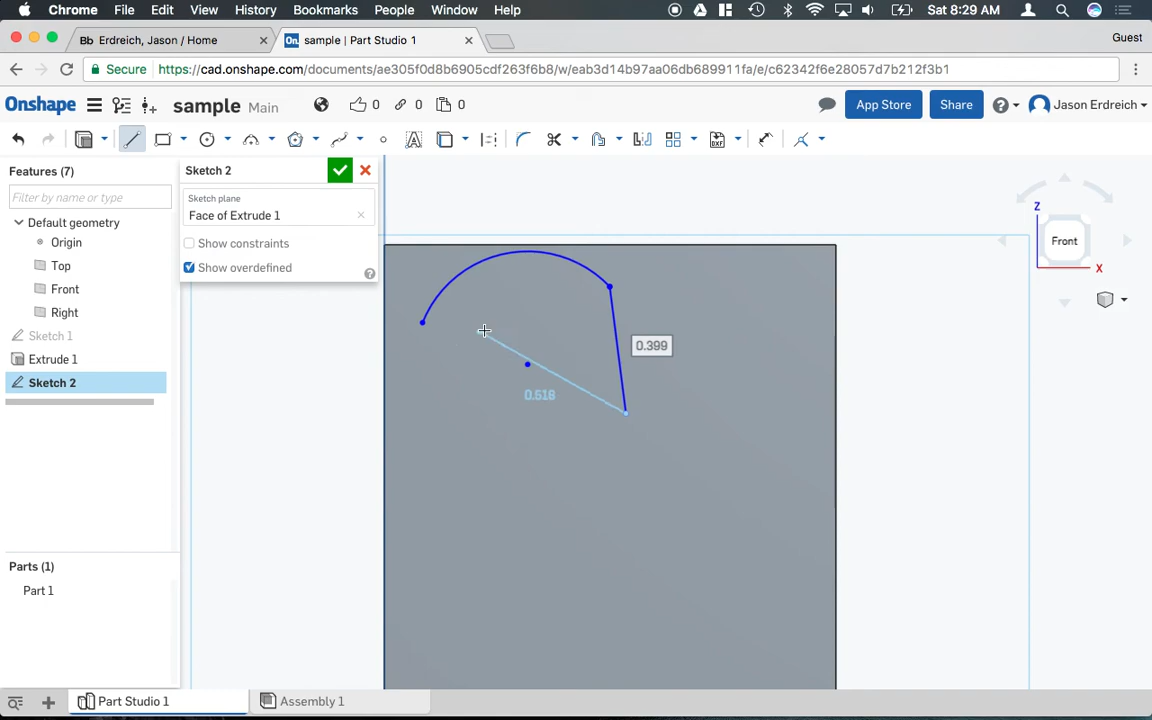 Chrome File Edit View History Bookmarks People Window Help Sat 8:29 AM
Bb Erdreich, Jason / Home On sample | Part Studio 1 Guest
Secure https://cad.onshape.com/documents/ae305f0d8b6905cdf263f6b8/w/eab3d14b97aa06db689911fa/e/c62342f6e28057d7b212f3b1
Onshape sample Main 0 0 0 App Store Share Jason Erdreich
Features (7)
Filter by name or type
Default geometry
Origin
Top
Front
Right
Sketch 1
Extrude 1
Sketch 2
Sketch 2
Sketch plane
Face of Extrude 1
Show constraints
Show overdefined
0.399
0.516
Z
Front
X
Parts (1)
Part 1
Part Studio 1 Assembly 1